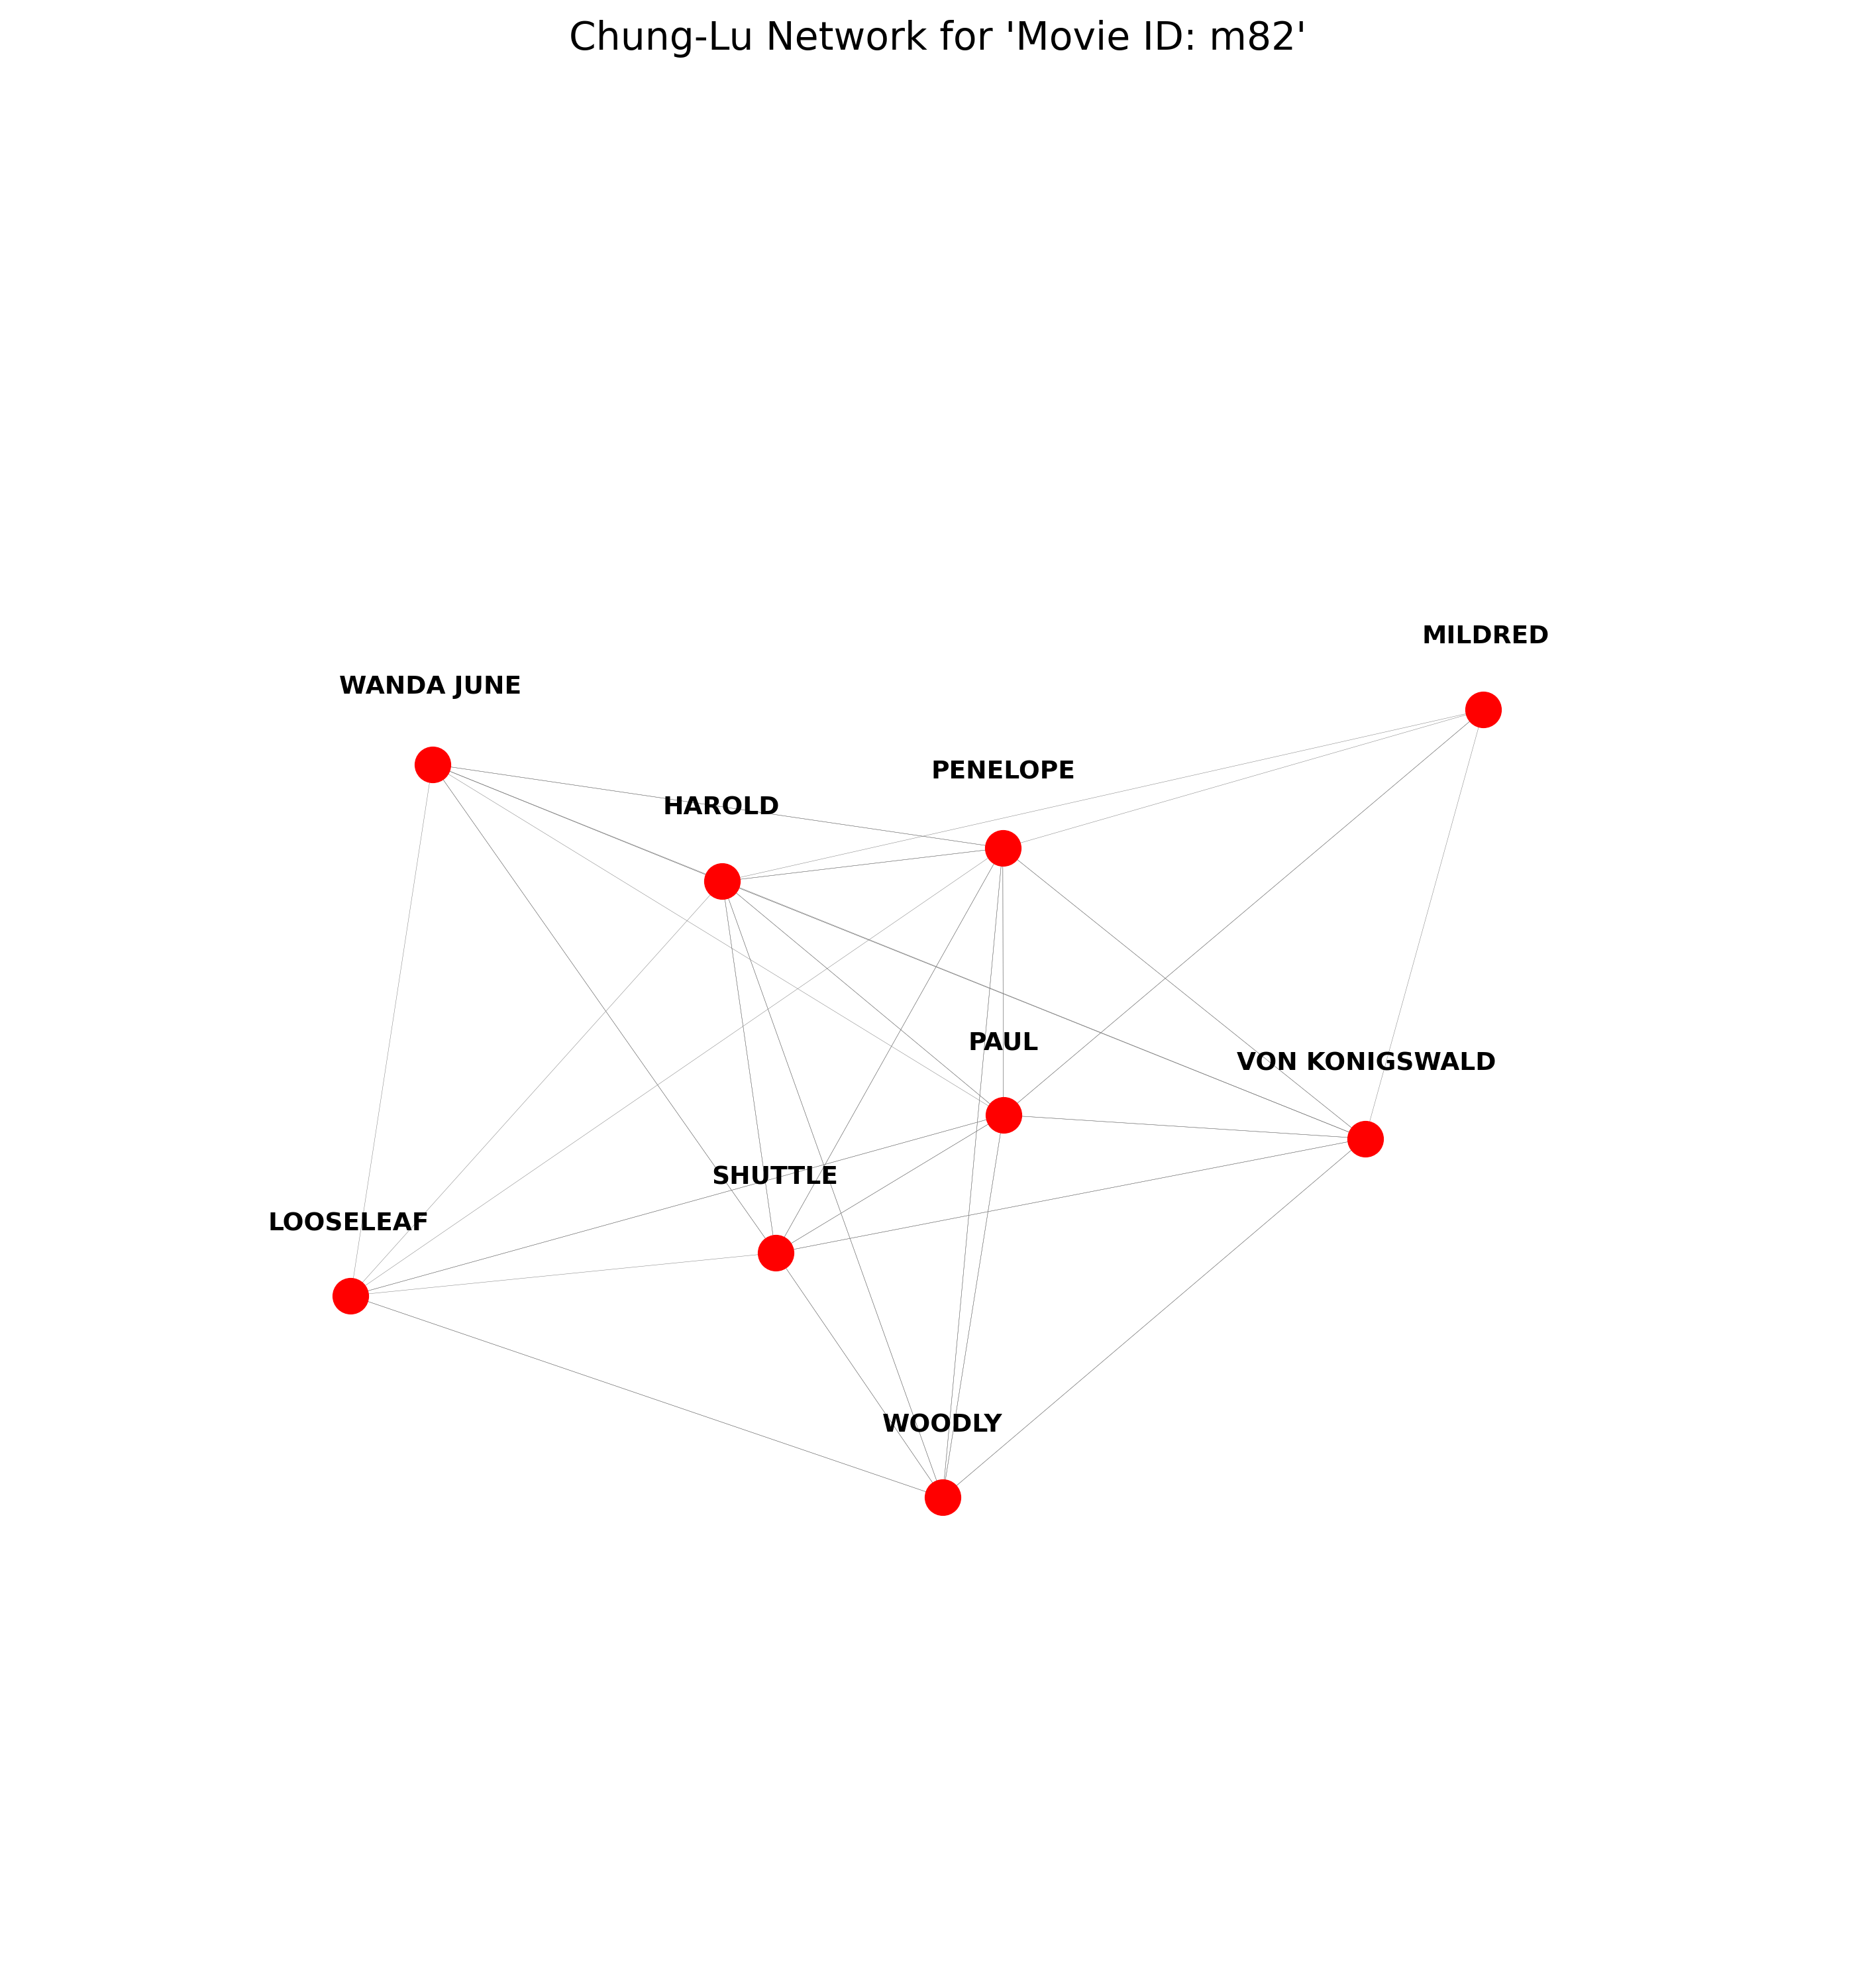 Chung-Lu Network for 'Movie ID: m82'
MILDRED
WANDA JUNE
PENELOPE
HAROLD
PAUL
VON KONIGSWALD
SHUTTLE
LOOSELEAF
WOODLY